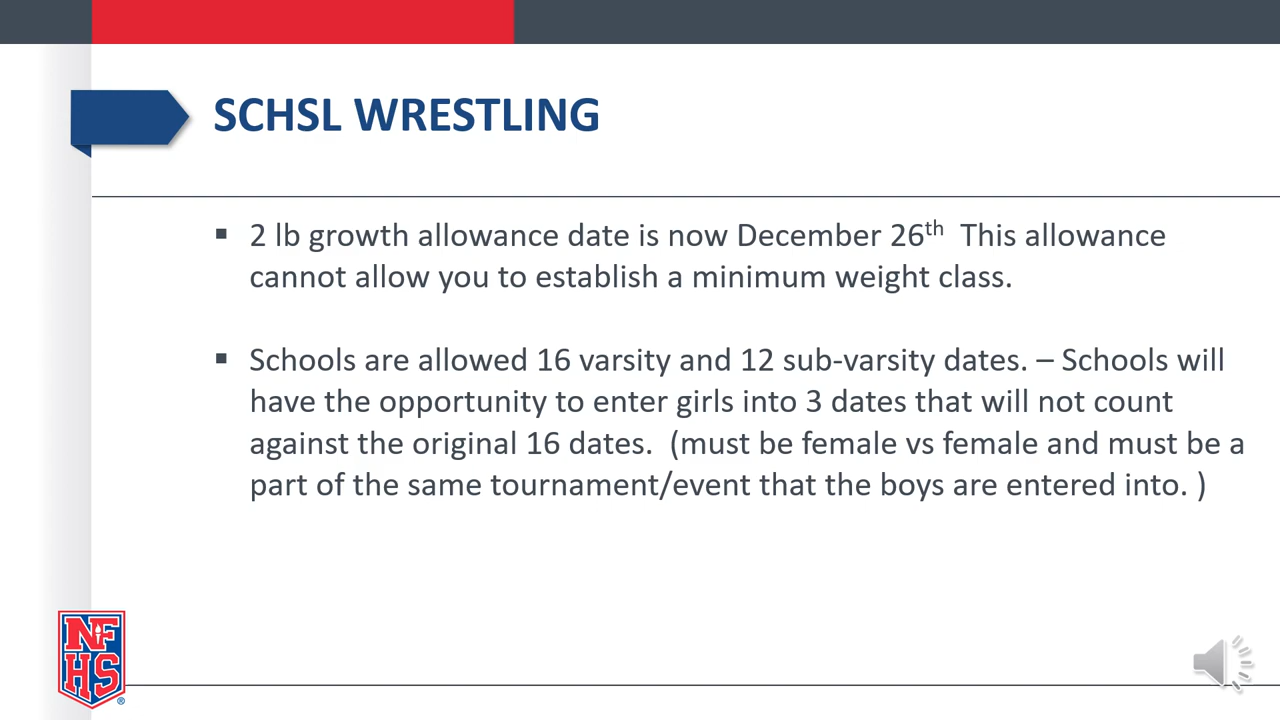 SCHSL WRESTLING
▪ 2 lb growth allowance date is now December 26th  This allowance
cannot allow you to establish a minimum weight class.
▪ Schools are allowed 16 varsity and 12 sub-varsity dates. – Schools will
have the opportunity to enter girls into 3 dates that will not count
against the original 16 dates.  (must be female vs female and must be a
part of the same tournament/event that the boys are entered into. )
NF
HS®